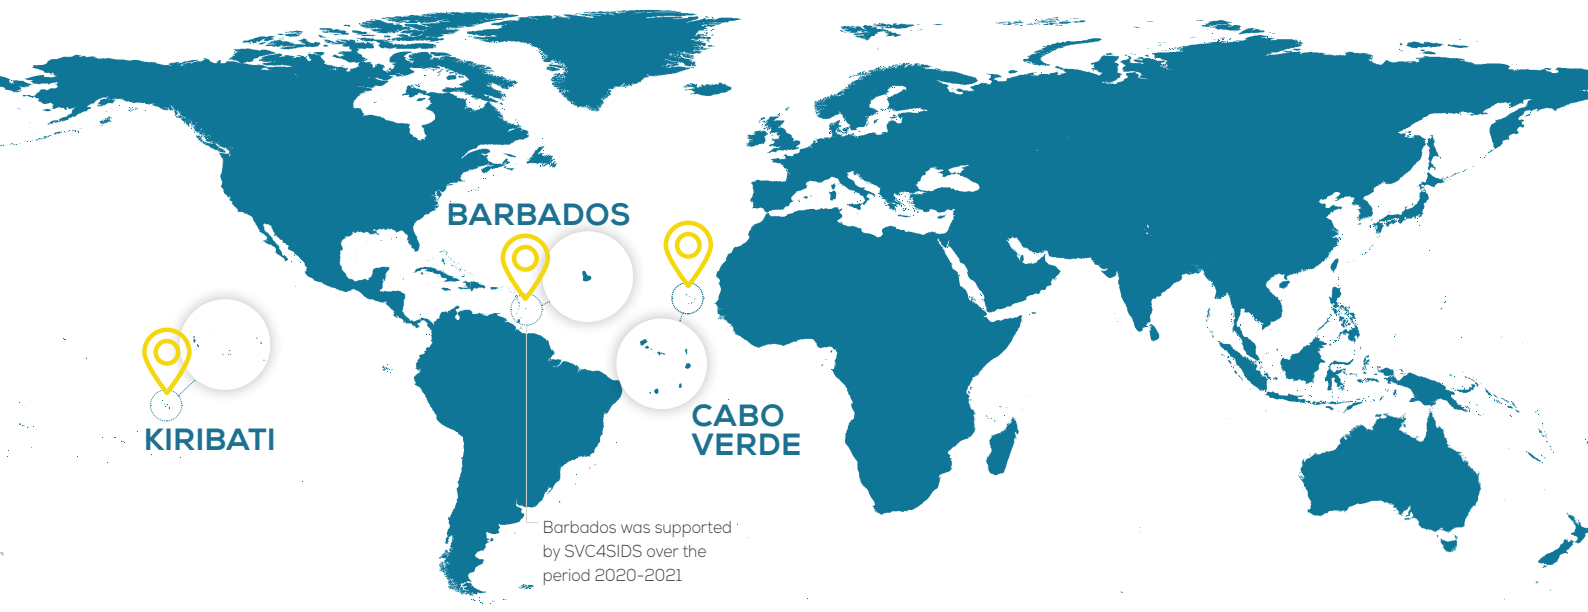 BARBADOS
KIRIBATI
CABO
VERDE
Barbados was supported
by SVC4SIDS over the
period 2020-2021